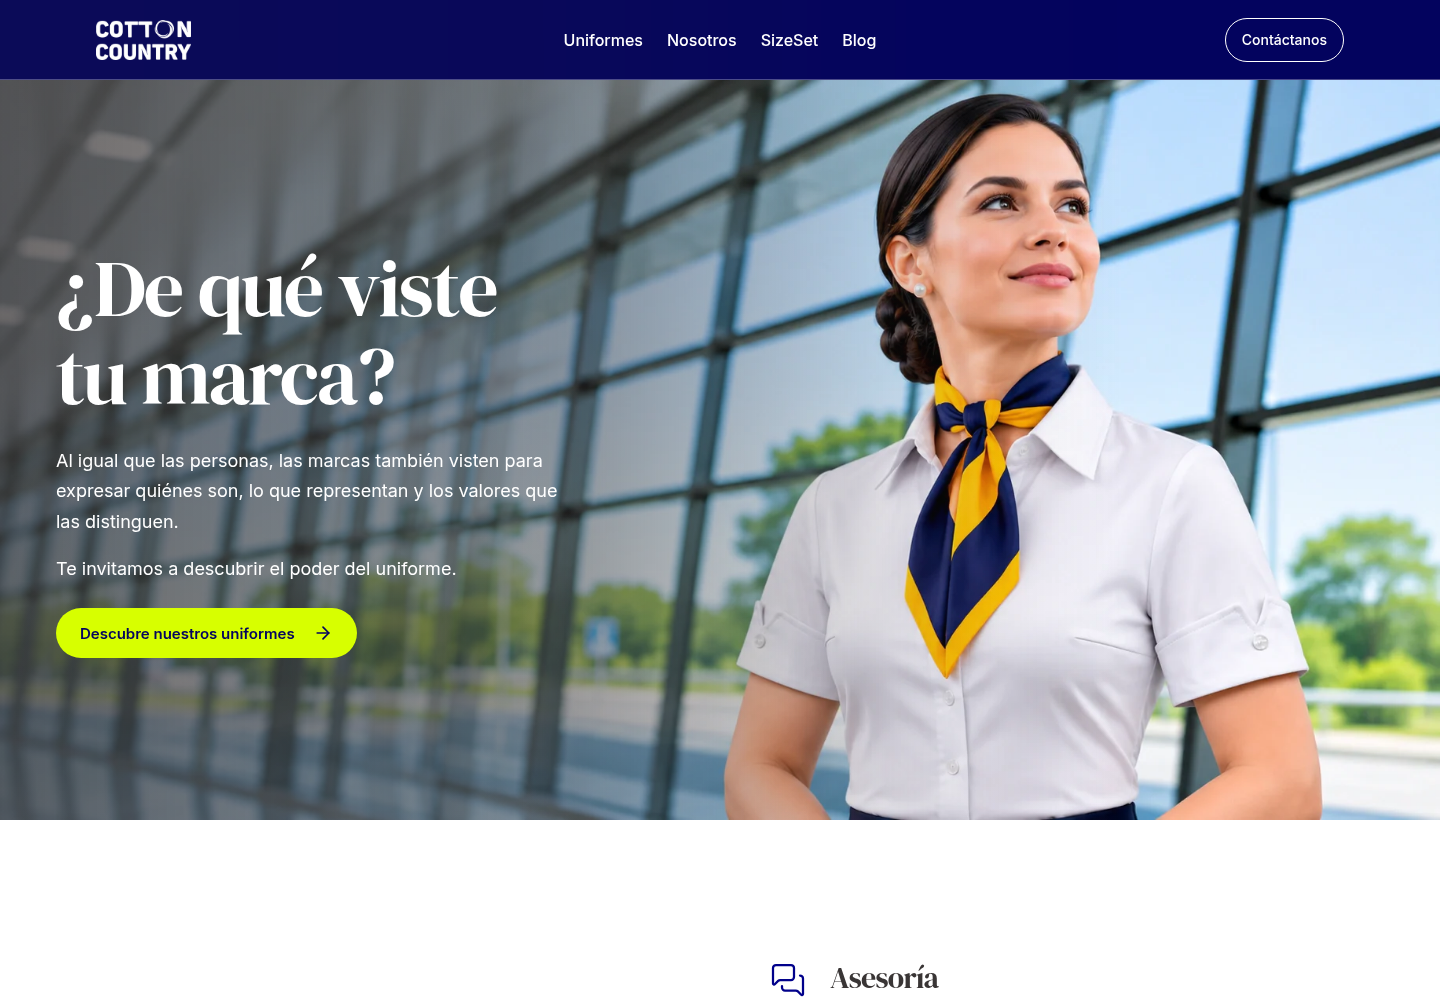 COTTON
COUNTRY
Uniformes
Nosotros
SizeSet
Blog
Contáctanos
¿De qué viste
tu marca?
Al igual que las personas, las marcas también visten para
expresar quiénes son, lo que representan y los valores que
las distinguen.
Te invitamos a descubrir el poder del uniforme.
Descubre nuestros uniformes
Asesoría